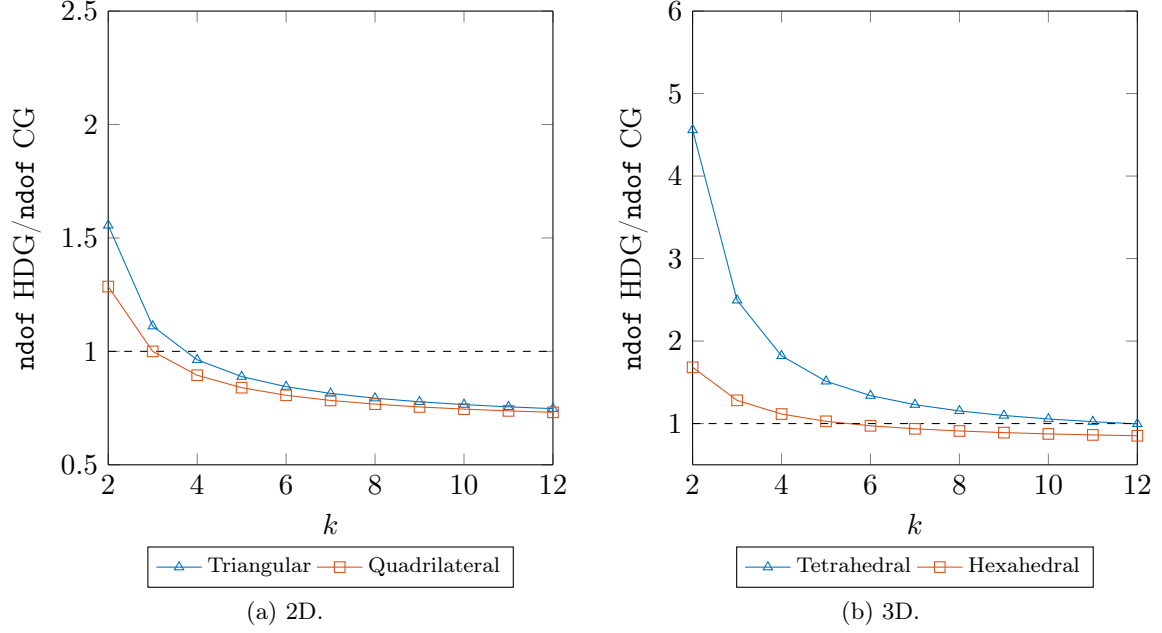 2.5
2
1.5
1
0.5
2
4
6
8
10
12
ndof HDG/ndof CG
k
Triangular
Quadrilateral
(a) 2D.
6
5
4
3
2
1
2
4
6
8
10
12
ndof HDG/ndof CG
k
Tetrahedral
Hexahedral
(b) 3D.